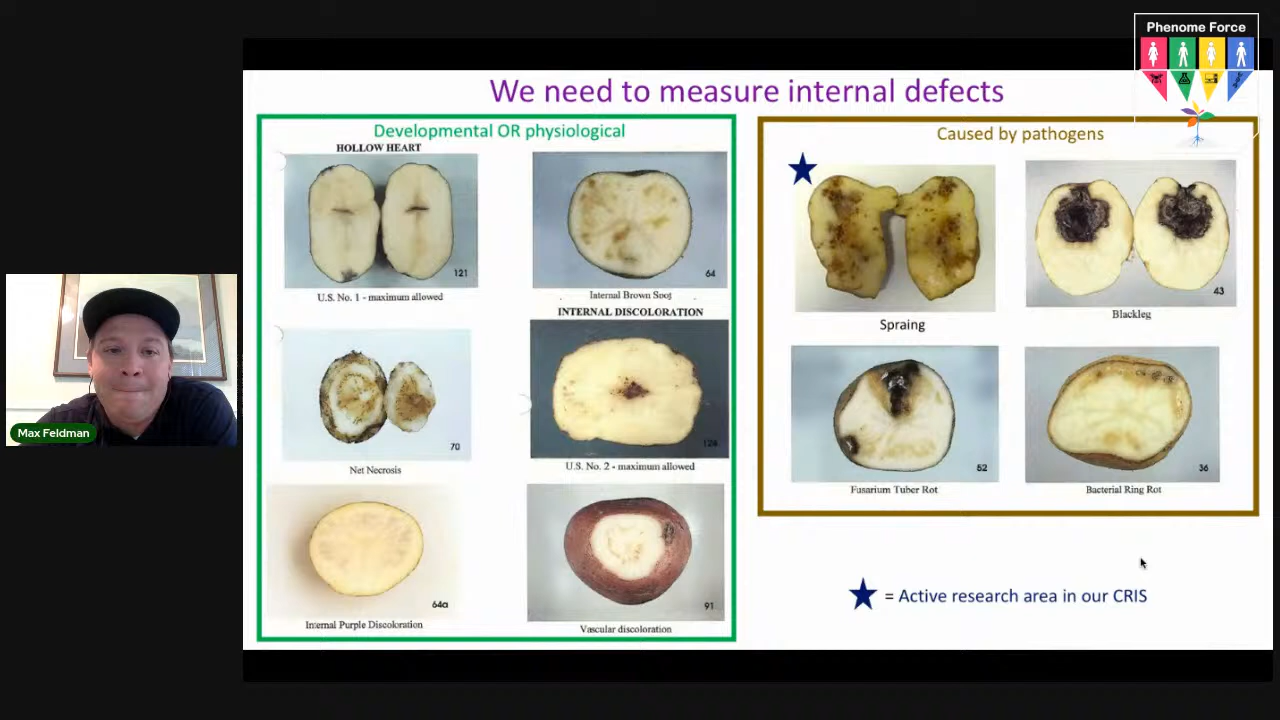 Phenome Force
We need to measure internal defects
Developmental OR physiological
HOLLOW HEART
121
U.S. No. 1 - maximum allowed
64
Internal Brown Spot
INTERNAL DISCOLORATION
70
Net Necrosis
124
U.S. No. 2 - maximum allowed
64a
Internal Purple Discoloration
91
Vascular discoloration
Caused by pathogens
Spraing
43
Blackleg
52
Fusarium Tuber Rot
36
Bacterial Ring Rot
= Active research area in our CRIS
Max Feldman